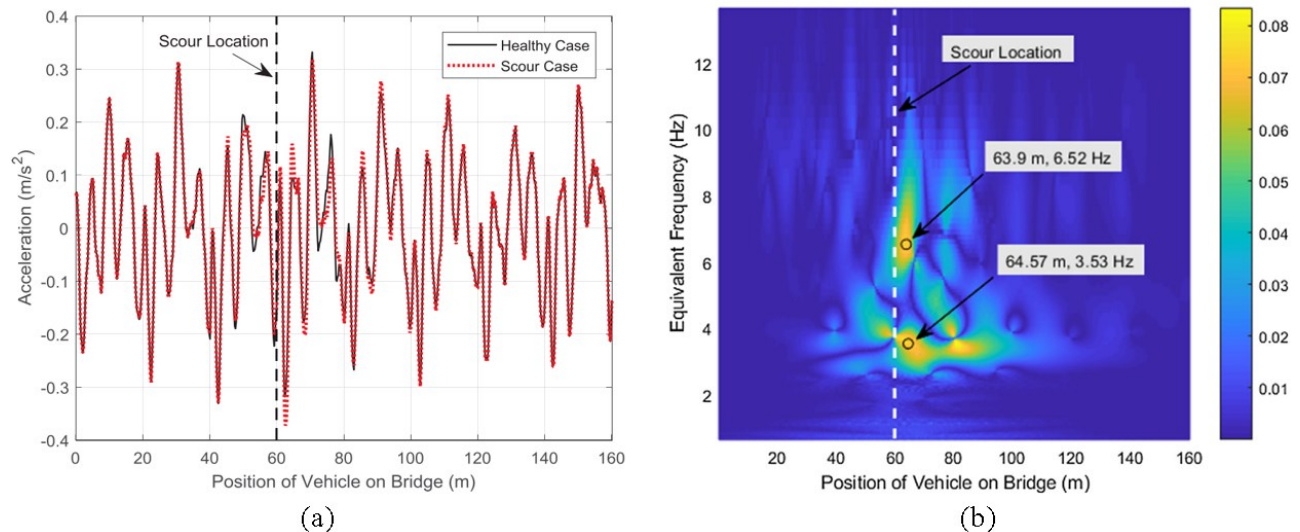 0.4
0.3
0.2
0.1
0
-0.1
-0.2
-0.3
-0.4
Acceleration (m/s²)
Scour Location
Healthy Case
Scour Case
0 20 40 60 80 100 120 140 160
Position of Vehicle on Bridge (m)
(a)
12
10
8
6
4
2
Equivalent Frequency (Hz)
Scour Location
63.9 m, 6.52 Hz
64.57 m, 3.53 Hz
20 40 60 80 100 120 140 160
Position of Vehicle on Bridge (m)
0.08
0.07
0.06
0.05
0.04
0.03
0.02
0.01
(b)